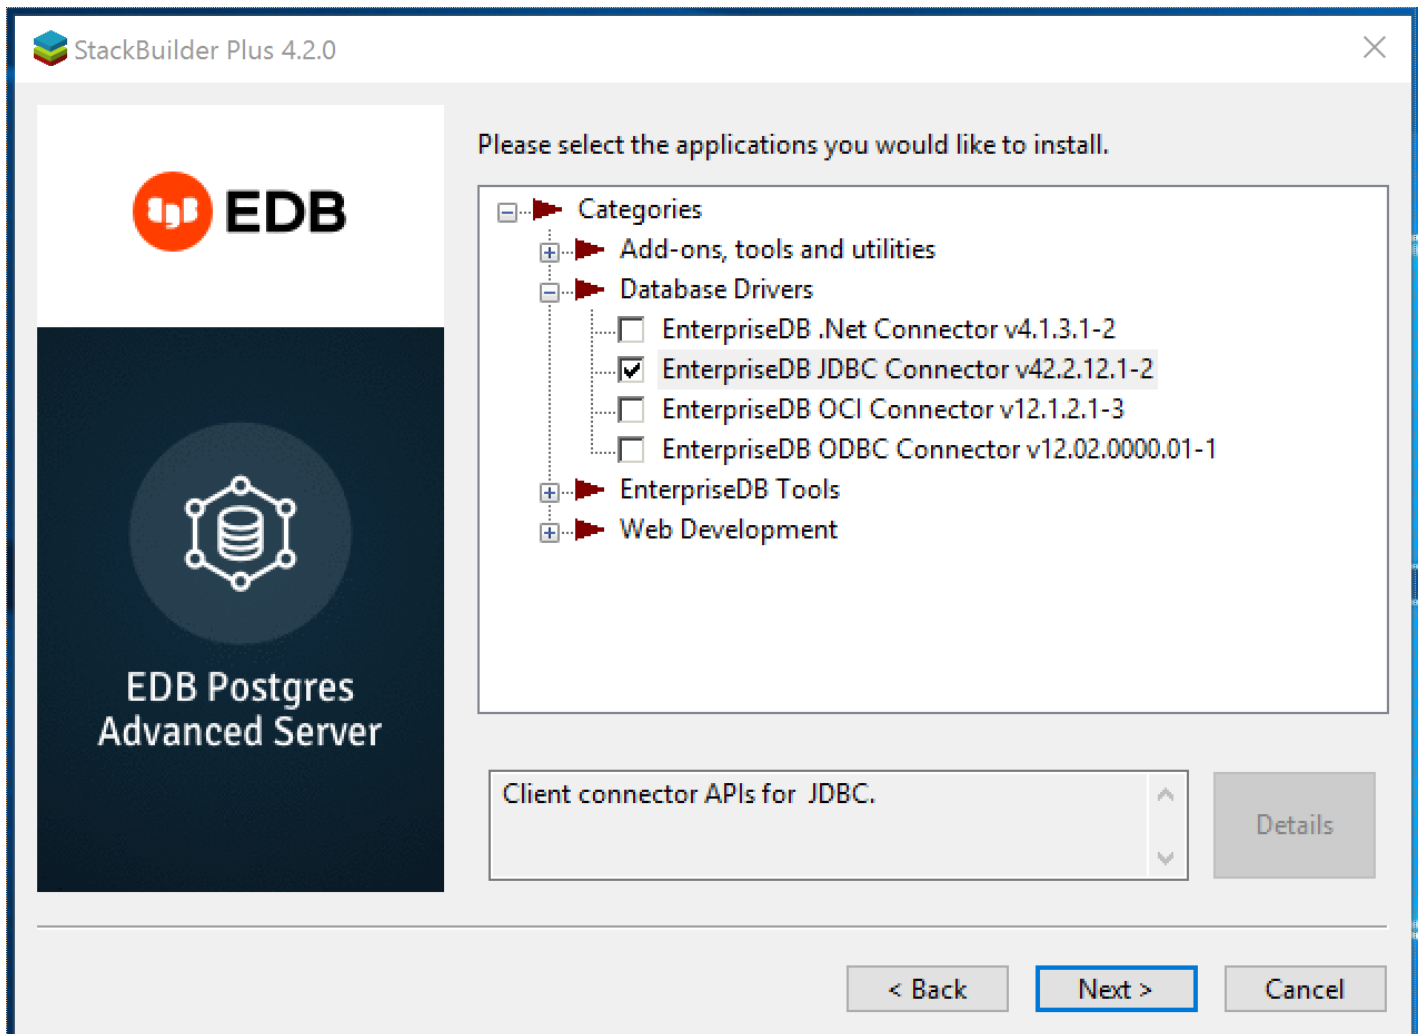 StackBuilder Plus 4.2.0
EDB
EDB Postgres
Advanced Server
Please select the applications you would like to install.
Categories
Add-ons, tools and utilities
Database Drivers
EnterpriseDB .Net Connector v4.1.3.1-2
EnterpriseDB JDBC Connector v42.2.12.1-2
EnterpriseDB OCI Connector v12.1.2.1-3
EnterpriseDB ODBC Connector v12.02.0000.01-1
EnterpriseDB Tools
Web Development
Client connector APIs for  JDBC.
Details
< Back
Next >
Cancel